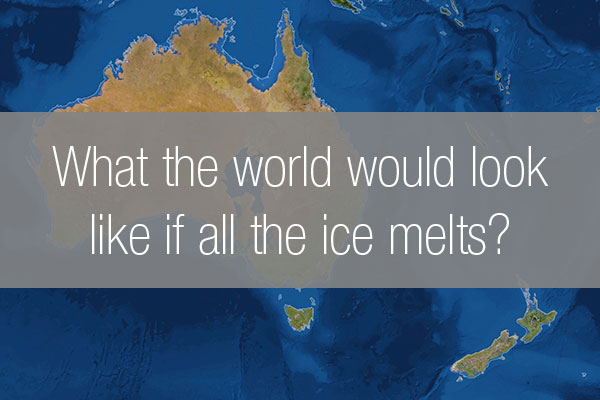 What the world would look
like if all the ice melts?